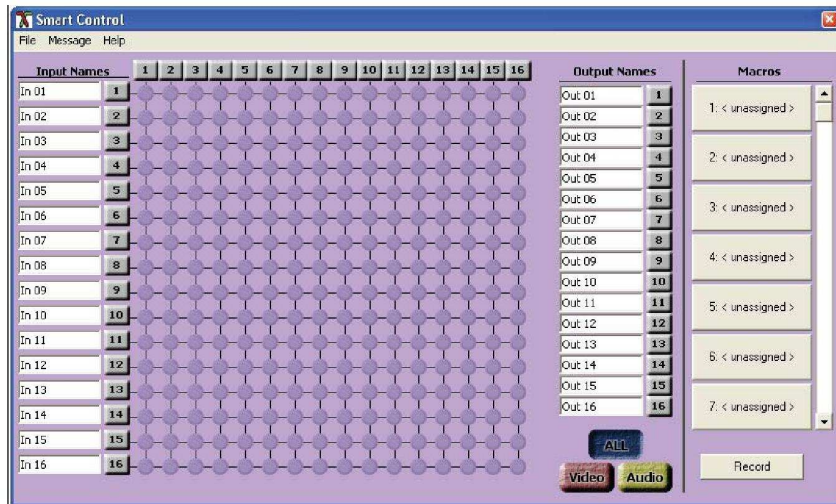 Smart Control
File Message Help
Input Names 1 2 3 4 5 6 7 8 9 10 11 12 13 14 15 16
In 01 1
In 02 2
In 03 3
In 04 4
In 05 5
In 06 6
In 07 7
In 08 8
In 09 9
In 10 10
In 11 11
In 12 12
In 13 13
In 14 14
In 15 15
In 16 16
Output Names
Out 01 1
Out 02 2
Out 03 3
Out 04 4
Out 05 5
Out 06 6
Out 07 7
Out 08 8
Out 09 9
Out 10 10
Out 11 11
Out 12 12
Out 13 13
Out 14 14
Out 15 15
Out 16 16
ALL
Video Audio
Macros
1: < unassigned >
2: < unassigned >
3: < unassigned >
4: < unassigned >
5: < unassigned >
6: < unassigned >
7: < unassigned >
Record